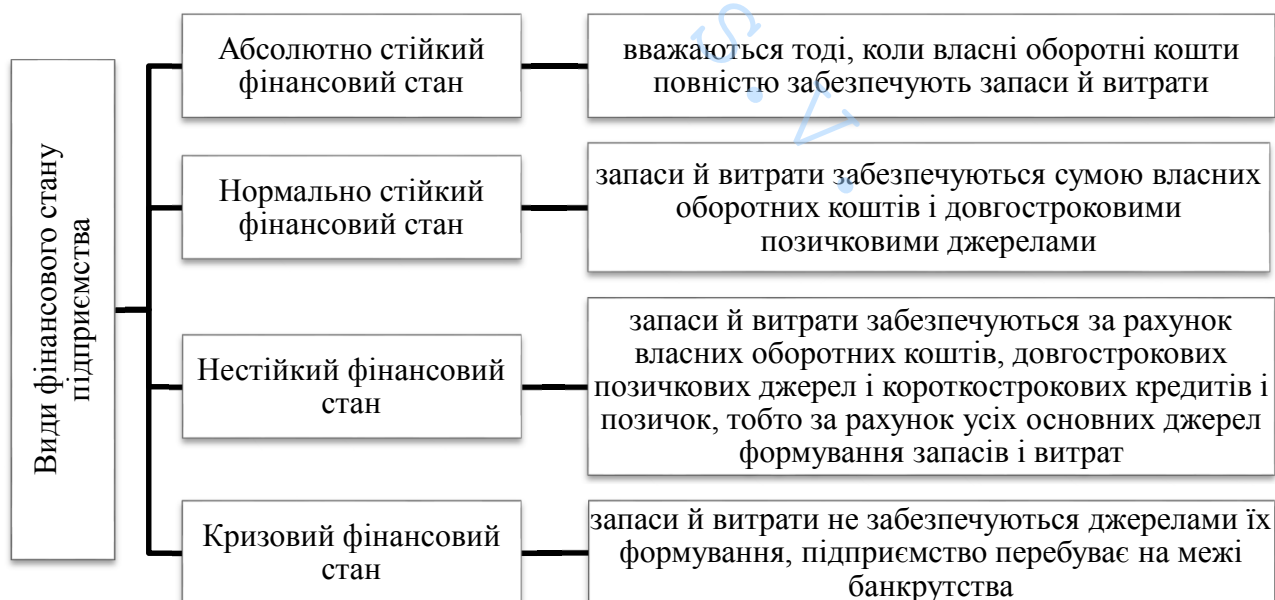 Види фінансового стану
підприємства
Абсолютно стійкий
фінансовий стан
вважаються тоді, коли власні оборотні кошти
повністю забезпечують запаси й витрати
Нормально стійкий
фінансовий стан
запаси й витрати забезпечуються сумою власних
оборотних коштів і довгостроковими
позичковими джерелами
Нестійкий фінансовий
стан
запаси й витрати забезпечуються за рахунок
власних оборотних коштів, довгострокових
позичкових джерел і короткострокових кредитів і
позичок, тобто за рахунок усіх основних джерел
формування запасів і витрат
Кризовий фінансовий
стан
запаси й витрати не забезпечуються джерелами їх
формування, підприємство перебуває на межі
банкрутства
S.V.